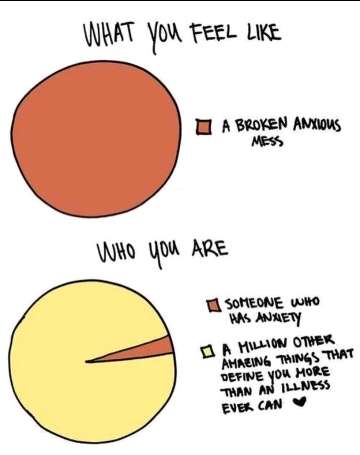 WHAT YOU FEEL LIKE
A BROKEN ANXIOUS
MESS
WHO YOU ARE
SOMEONE WHO
HAS ANXIETY
A MILLION OTHER
AMAZING THINGS THAT
DEFINE YOU MORE
THAN AN ILLNESS
EVER CAN ♥